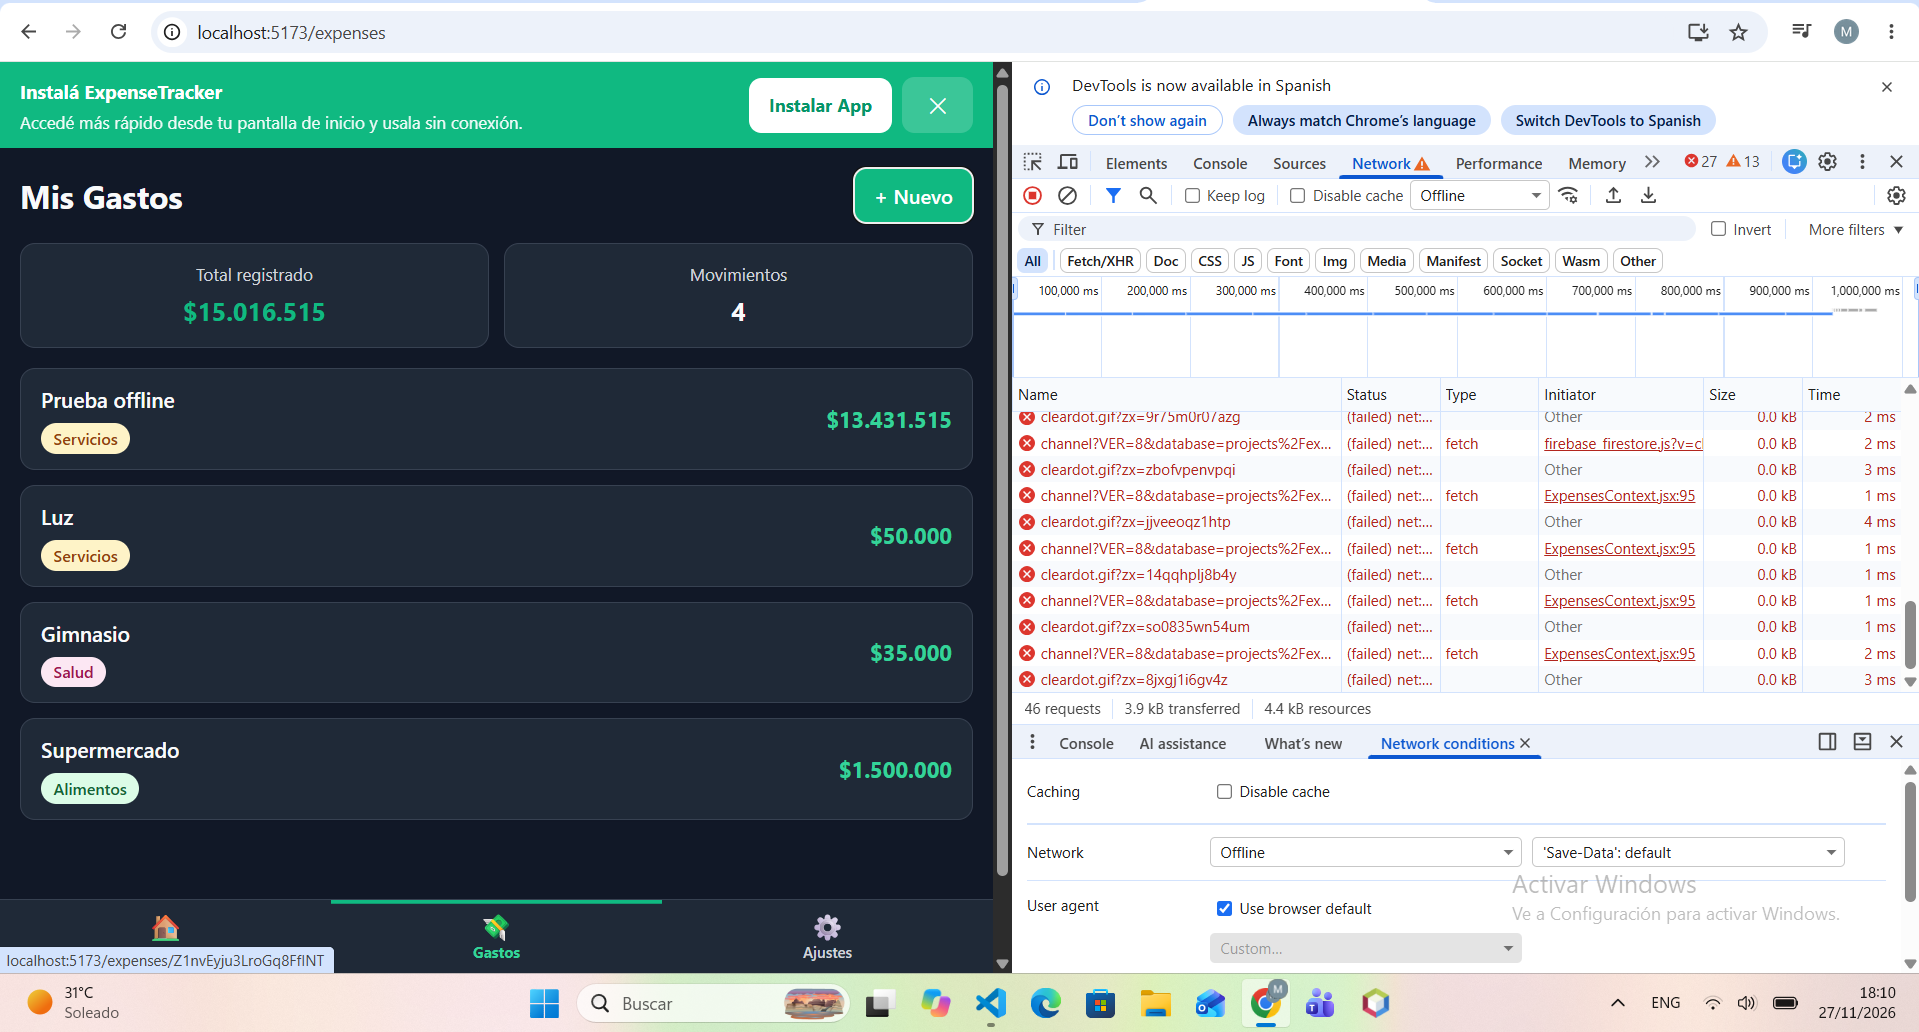 localhost:5173/expenses
M
Instalá ExpenseTracker
Accedé más rápido desde tu pantalla de inicio y usala sin conexión.
Instalar App
Mis Gastos
+ Nuevo
Total registrado
$15.016.515
Movimientos
4
Prueba offline
Servicios
$13.431.515
Luz
Servicios
$50.000
Gimnasio
Salud
$35.000
Supermercado
Alimentos
$1.500.000
Gastos
Ajustes
localhost:5173/expenses/Z1nvEyju3LroGq8FflNT
DevTools is now available in Spanish
Don't show again
Always match Chrome's language
Switch DevTools to Spanish
Elements Console Sources Network Performance Memory 27 13
Keep log Disable cache Offline
Filter Invert More filters
All Fetch/XHR Doc CSS JS Font Img Media Manifest Socket Wasm Other
100,000 ms 200,000 ms 300,000 ms 400,000 ms 500,000 ms 600,000 ms 700,000 ms 800,000 ms 900,000 ms 1,000,000 ms
Name Status Type Initiator Size Time
cleardot.gif?zx=9r75m0r07azg (failed) net:... Other 0.0 kB 2 ms
channel?VER=8&database=projects%2Fex... (failed) net:... fetch firebase_firestore.js?v=c 0.0 kB 2 ms
cleardot.gif?zx=zbofvpenvpqi (failed) net:... Other 0.0 kB 3 ms
channel?VER=8&database=projects%2Fex... (failed) net:... fetch ExpensesContext.jsx:95 0.0 kB 1 ms
cleardot.gif?zx=jjveeoqz1htp (failed) net:... Other 0.0 kB 4 ms
channel?VER=8&database=projects%2Fex... (failed) net:... fetch ExpensesContext.jsx:95 0.0 kB 1 ms
cleardot.gif?zx=14qqhplj8b4y (failed) net:... Other 0.0 kB 1 ms
channel?VER=8&database=projects%2Fex... (failed) net:... fetch ExpensesContext.jsx:95 0.0 kB 1 ms
cleardot.gif?zx=so0835wn54um (failed) net:... Other 0.0 kB 1 ms
channel?VER=8&database=projects%2Fex... (failed) net:... fetch ExpensesContext.jsx:95 0.0 kB 2 ms
cleardot.gif?zx=8jxgj1i6gv4z (failed) net:... Other 0.0 kB 3 ms
46 requests 3.9 kB transferred 4.4 kB resources
Console AI assistance What's new Network conditions
Caching Disable cache
Network Offline 'Save-Data': default
Activar Windows
Ve a Configuración para activar Windows.
User agent Use browser default
Custom...
31°C
Soleado
Buscar
M
ENG
18:10
27/11/2026